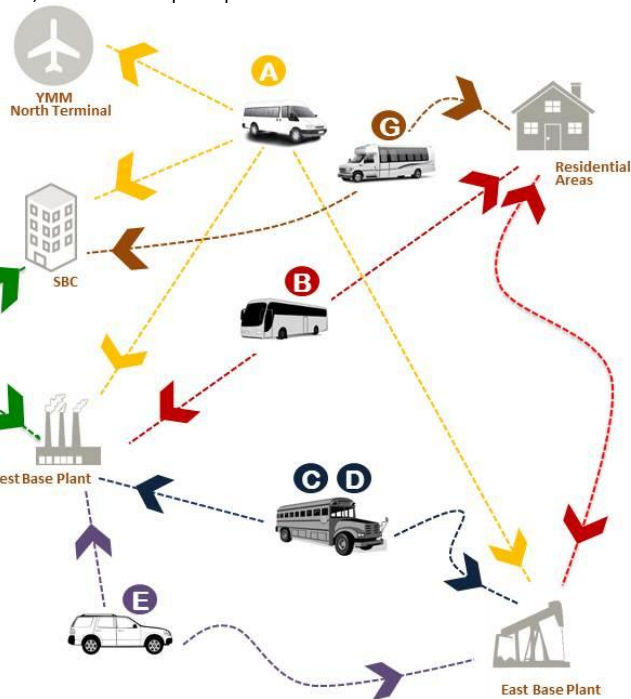 A
YMM
North Terminal
G
Residential
Areas
SBC
B
est Base Plant
C D
E
East Base Plant